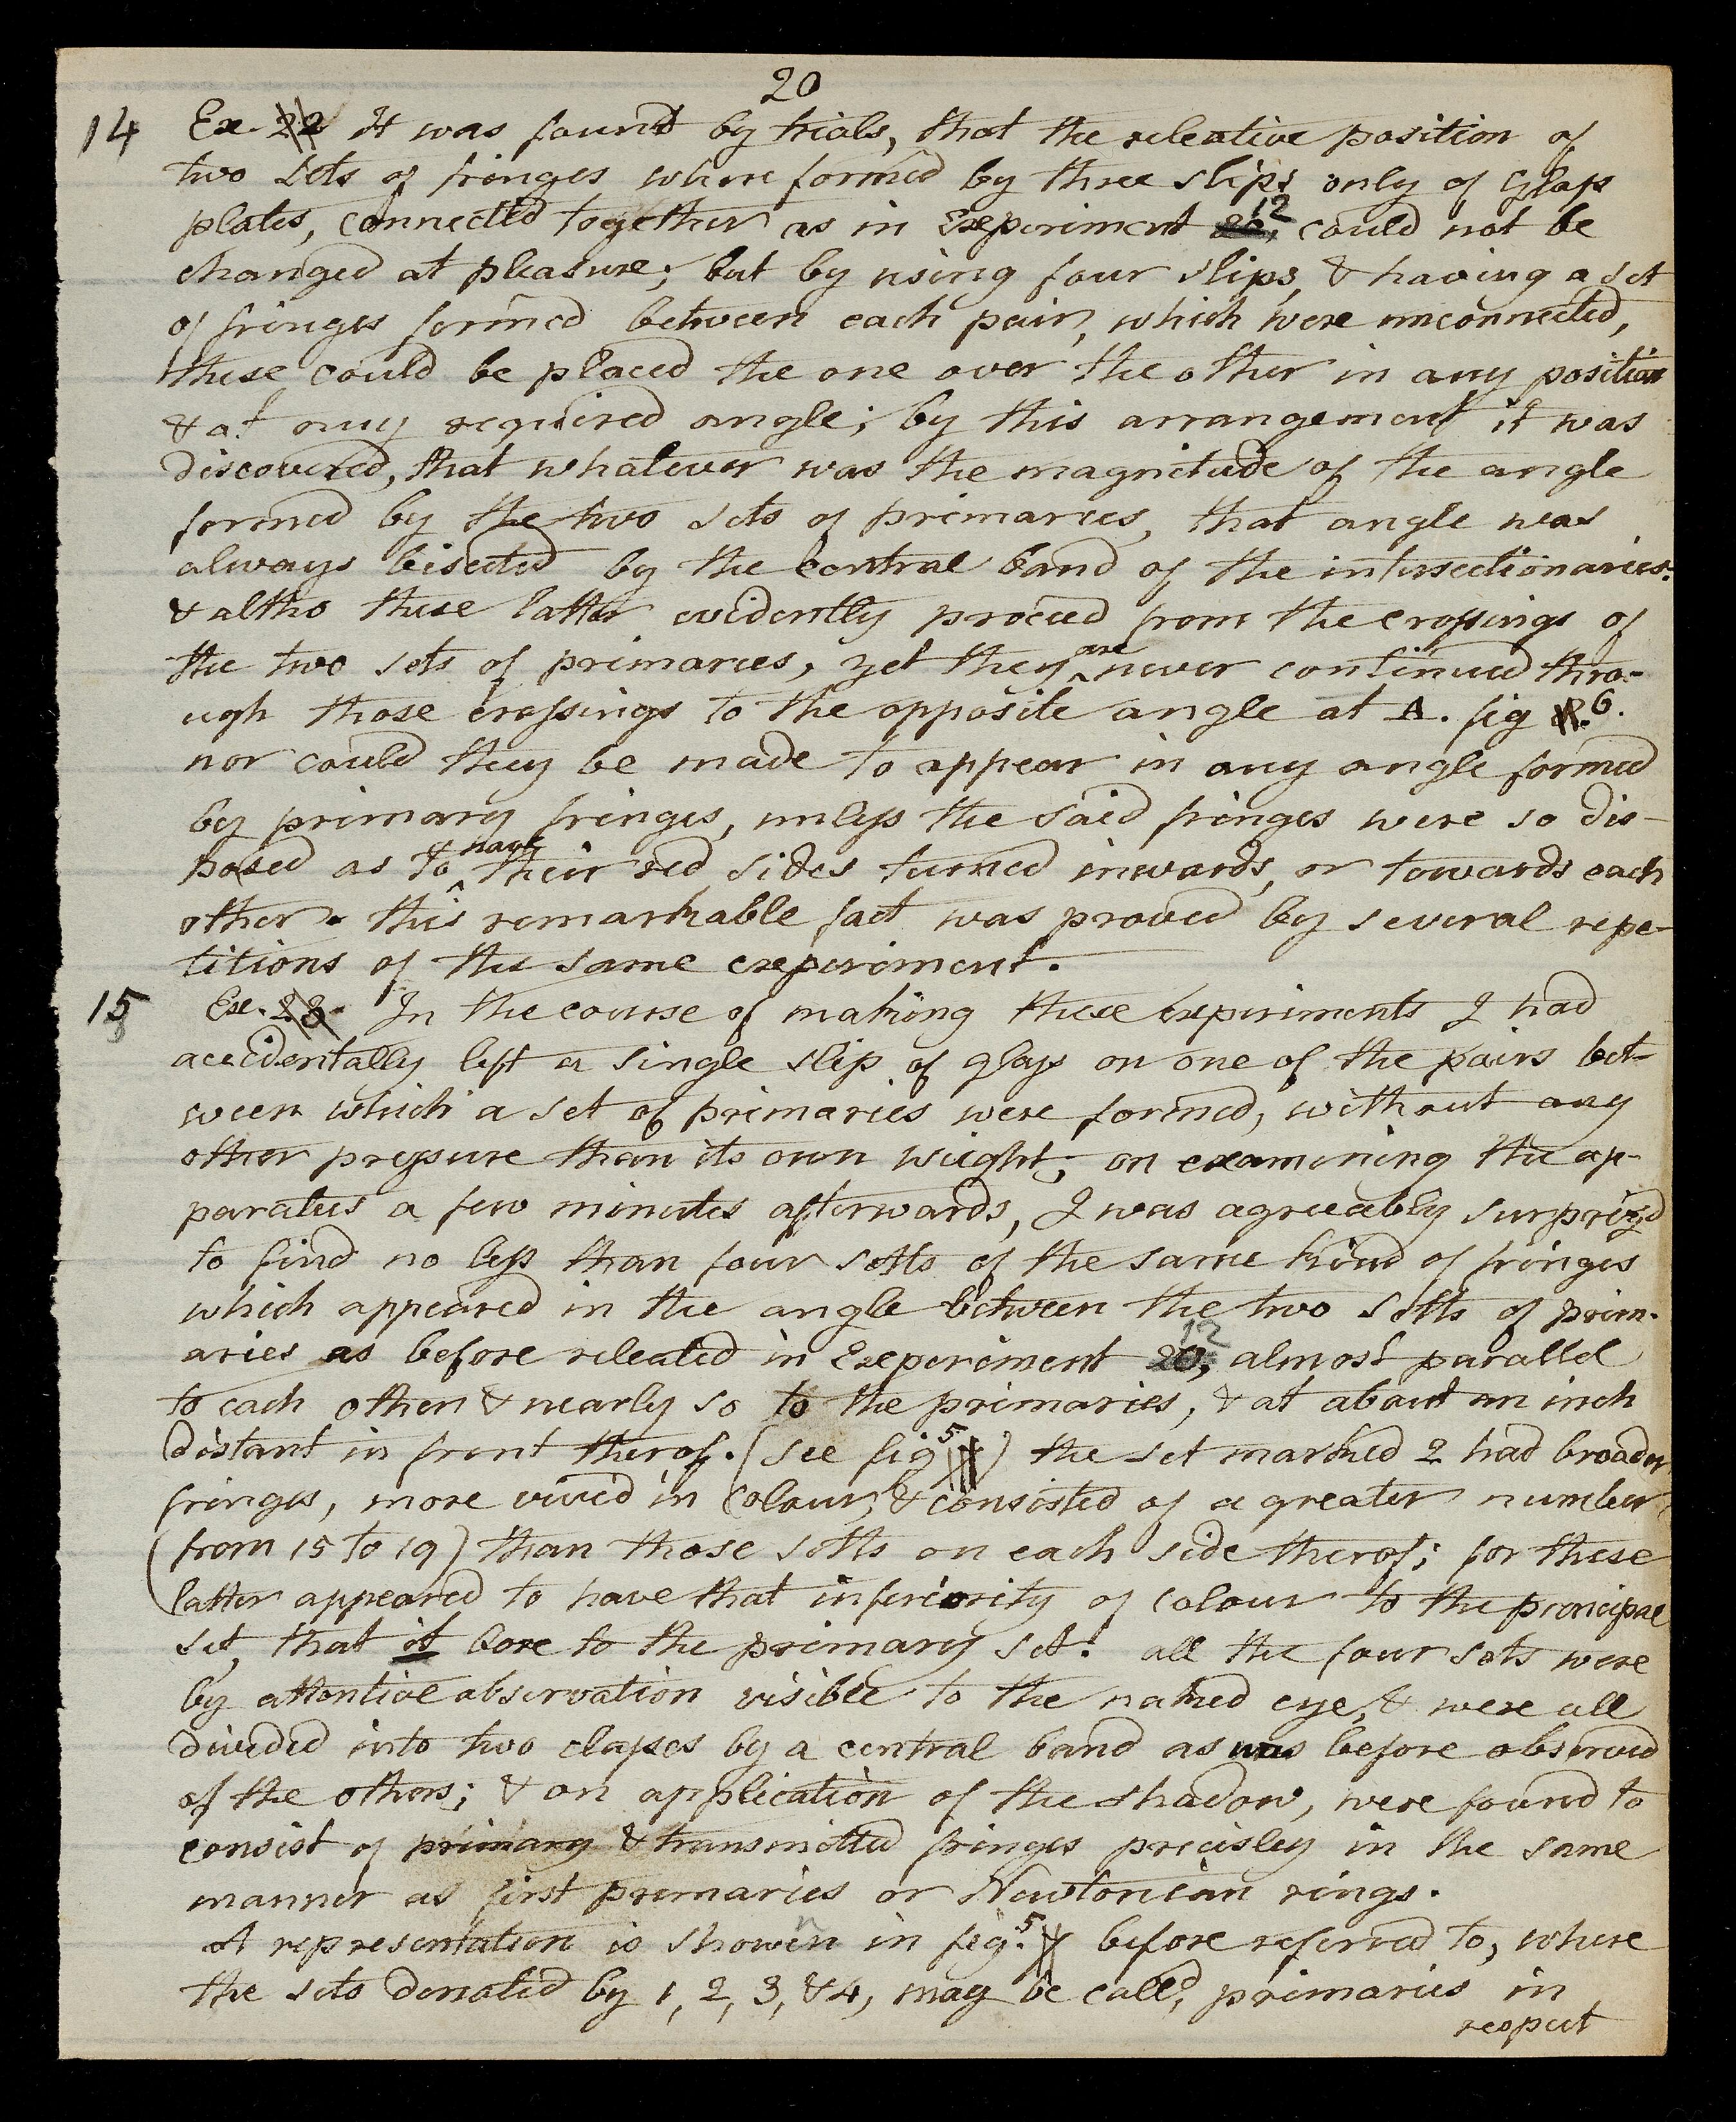 20
14 Ex. 22 It was found by trials, that the releative position of
two sets of fringes where formed by three slips only of Glass
plates, connected together as in Experiment 20, 12 could not be
changed at pleasure; but by using four slips, & having a set
of fringes formed between each pair, which were unconnected,
these could be placed the one over the other in any position
& at any required angle; by this arrangement it was
discovered, that whatever was the magnitude of the angle
formed by the two sets of primaries, that angle was
always bisected by the central band of the intersectionaries:
& altho these latter evidently proceed from the crossings of
the two sets of primaries, yet they are never continued thro-
ugh those crossings to the opposite angle at A. fig 6.
nor could they be made to appear in any angle formed
by primary fringes, unless the said fringes were so dis-
posed as to have their red sides turned inwards, or towards each
other. this remarkable fact was proved by several repe-
titions of the same experiment.
15 Ex. 23 In the course of making these experiments I had
accidentally left a single slip of glass on one of the pairs bet-
ween which a set of primaries were formed, without any
other pressure than its own wieght; on examining the ap-
paratus a few minutes afterwards, I was agreeably surprized
to find no less than four setts of the same kind of fringes
which appeared in the angle between the two setts of prim-
aries as before releated in Experiment 20, 12 almost parallel
to each other & nearly so to the primaries, & at about an inch
distant in front therof. (see fig 5) the set marked 2 had broader
fringes, more vivid in colour, & consisted of a greater number
(from 15 to 19) than those setts on each side therof; for these
latter appeared to have that inferiority of colour to the principal
set, that it bore to the primary set: all the four sets were
by attentive observation visible to the naked eye, & were all
divided into two classes by a central band as was before observed
of the others; & on application of the shadow, were found to
consist of primary & transmitted fringes precisley in the same
manner as first primaries or Newtonian rings.
A representation is shown in fig. 5 before referred to, where
the sets denoted by 1, 2, 3, & 4, may be calld, primaries in
respect